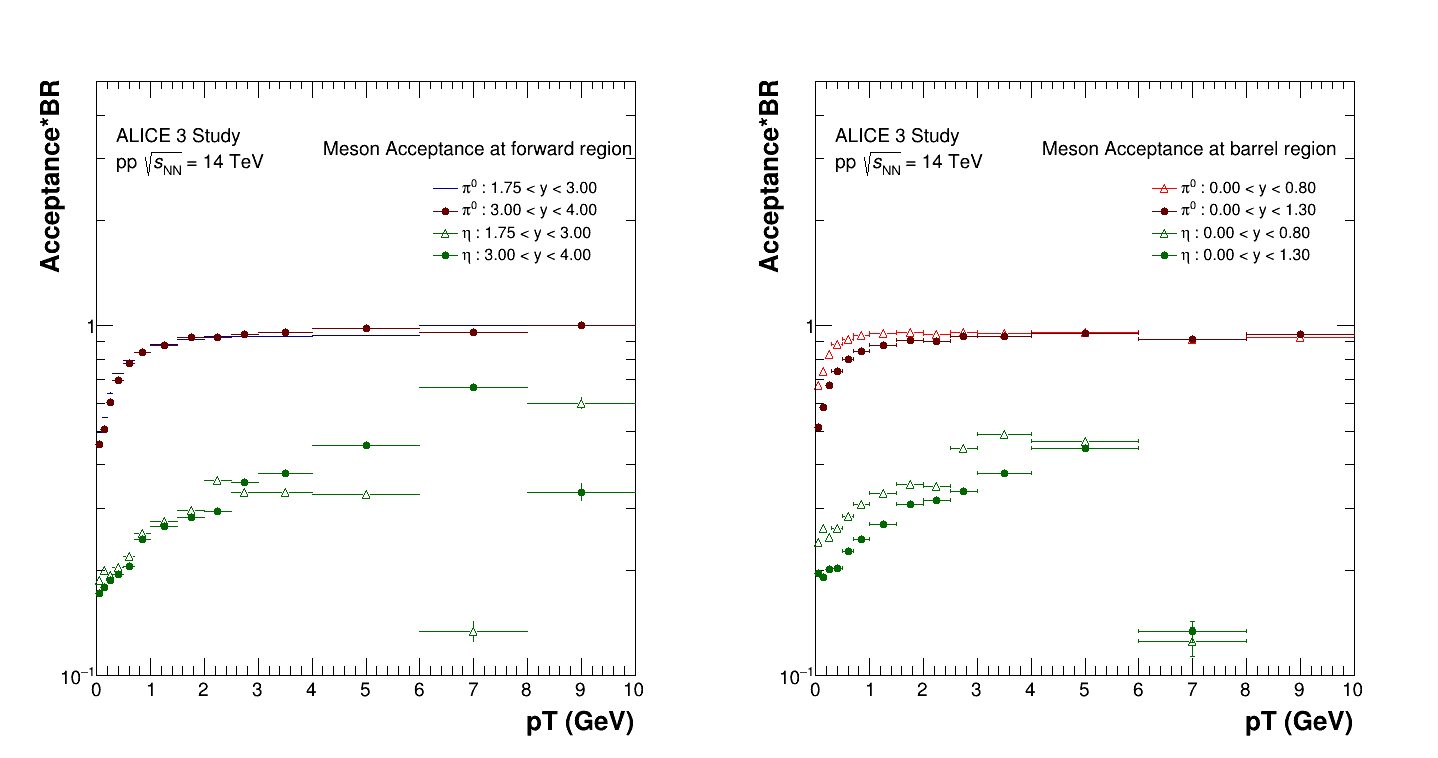 Acceptance*BR
ALICE 3 Study
pp √sNN = 14 TeV
Meson Acceptance at forward region
π⁰ : 1.75 < y < 3.00
π⁰ : 3.00 < y < 4.00
η : 1.75 < y < 3.00
η : 3.00 < y < 4.00
1
10⁻¹
0 1 2 3 4 5 6 7 8 9 10
pT (GeV)
Acceptance*BR
ALICE 3 Study
pp √sNN = 14 TeV
Meson Acceptance at barrel region
π⁰ : 0.00 < y < 0.80
π⁰ : 0.00 < y < 1.30
η : 0.00 < y < 0.80
η : 0.00 < y < 1.30
1
10⁻¹
0 1 2 3 4 5 6 7 8 9 10
pT (GeV)